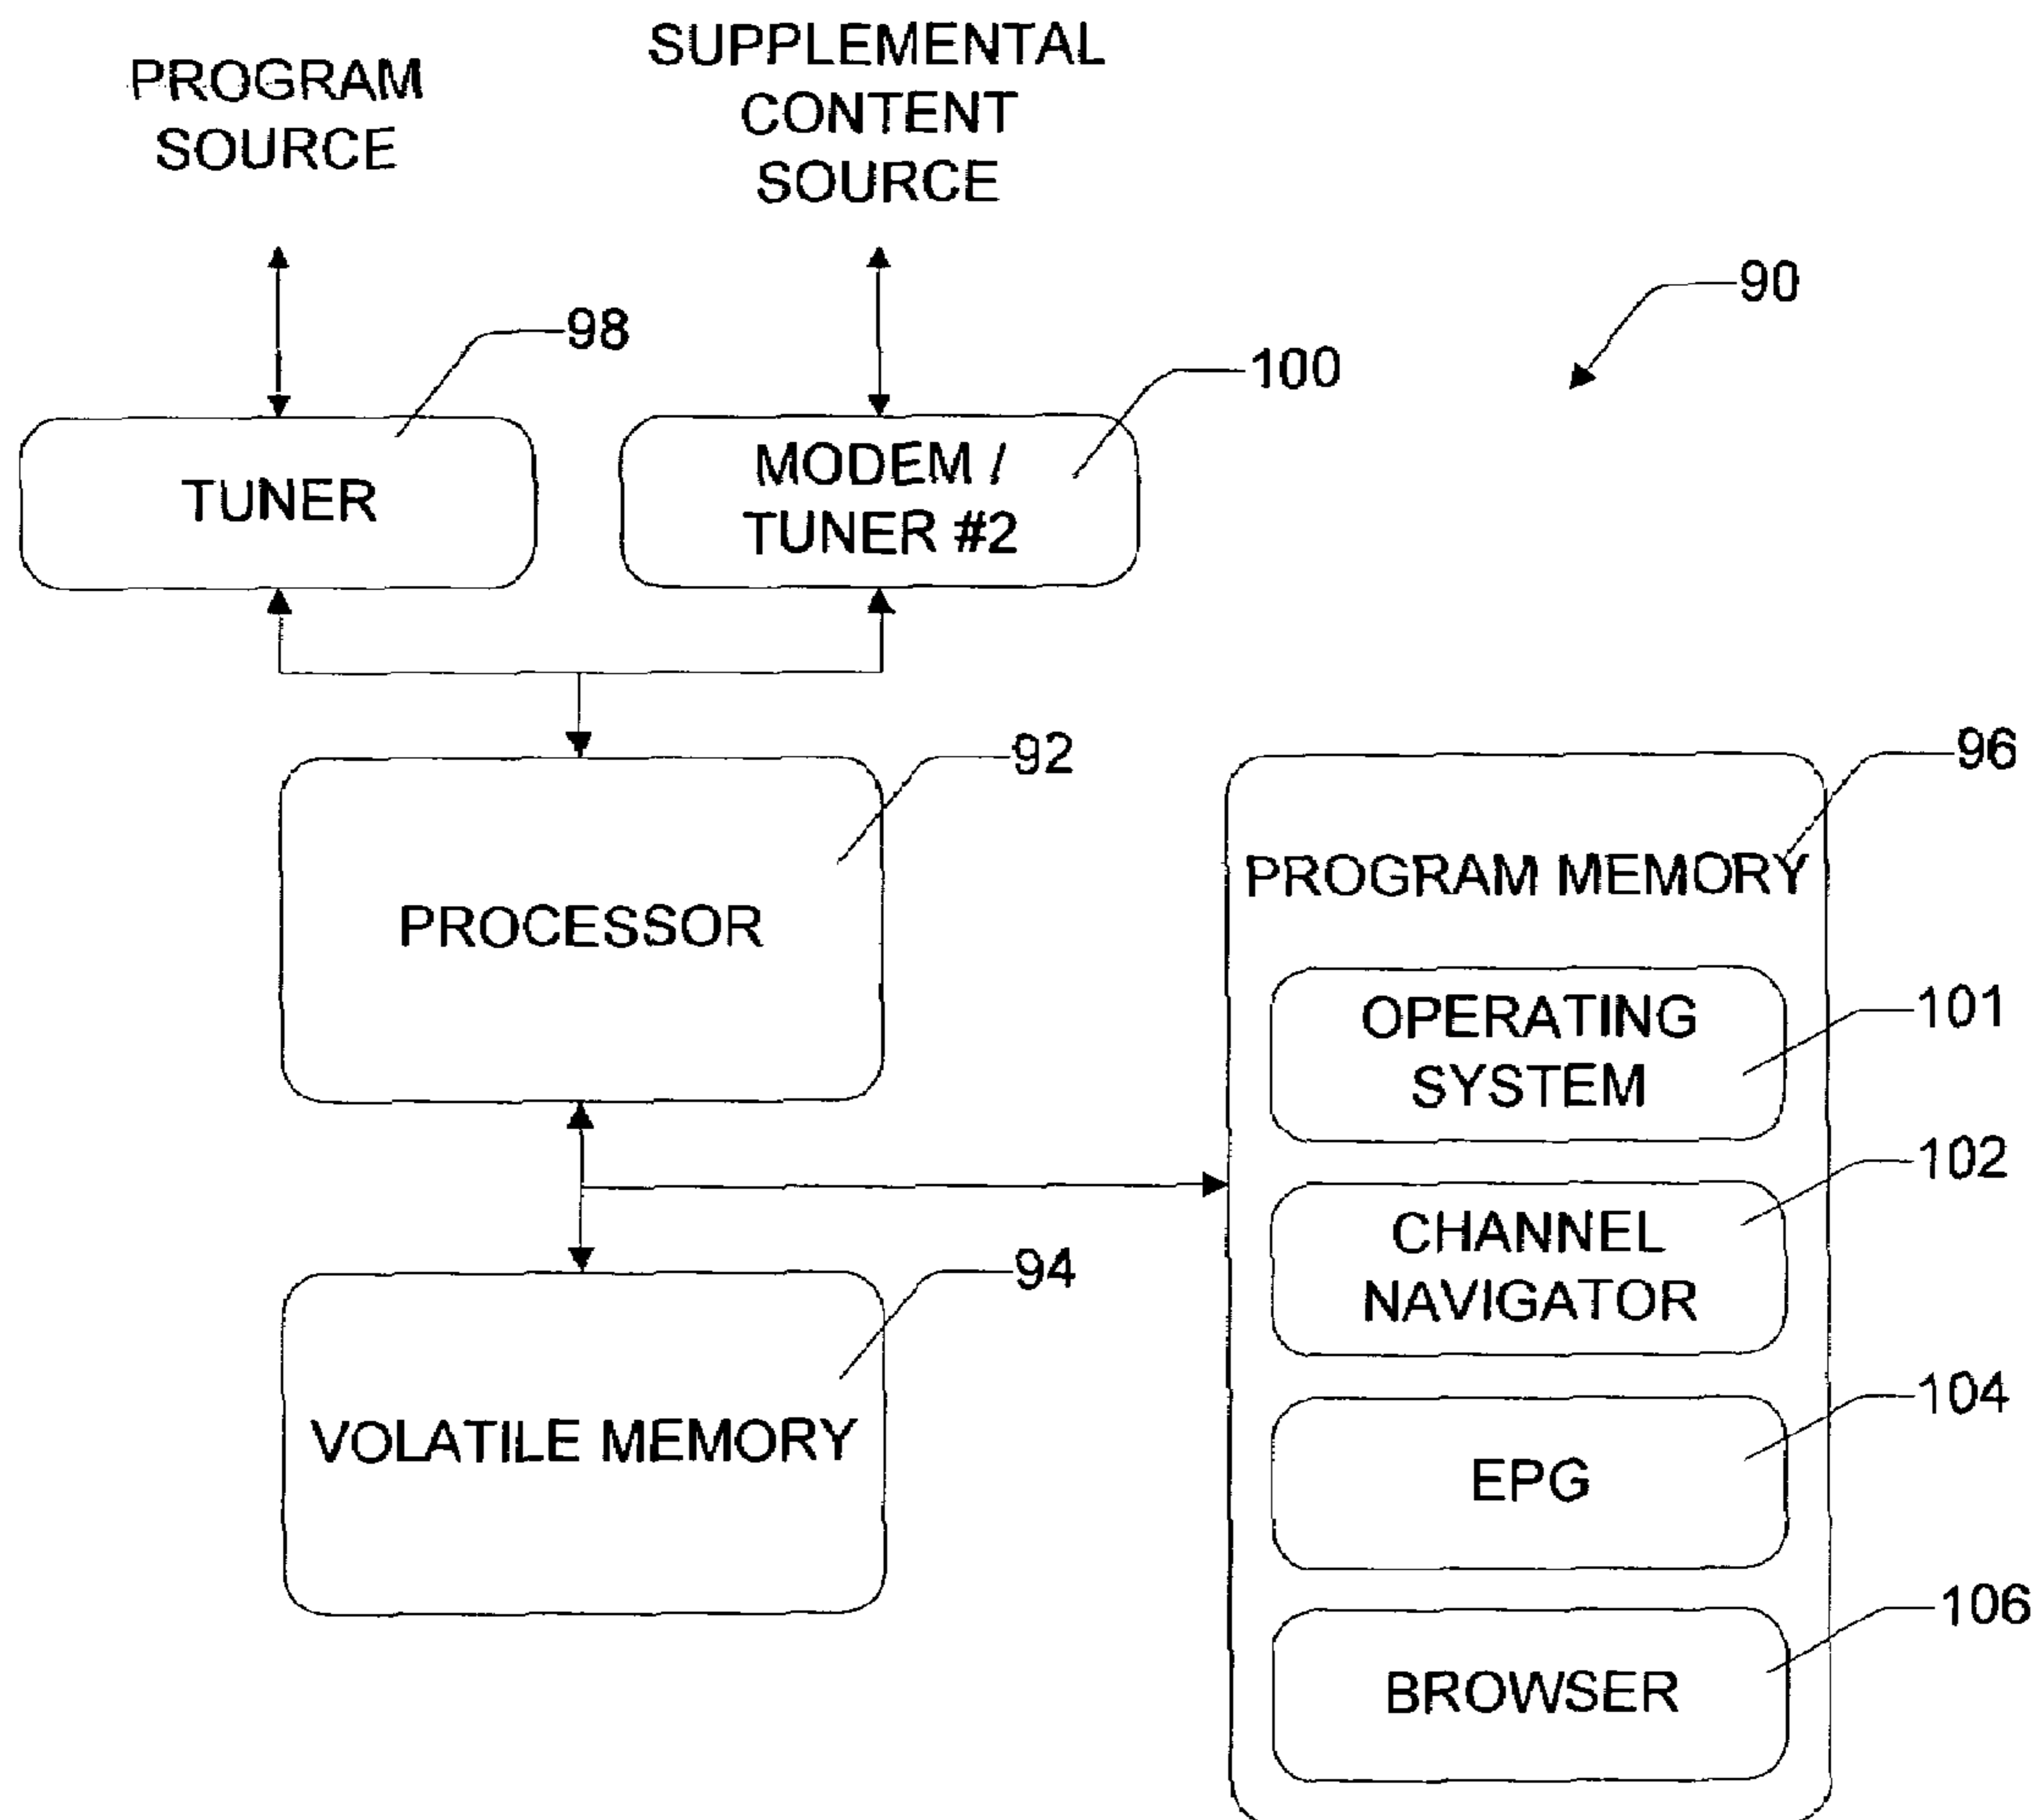 PROGRAM
SOURCE
SUPPLEMENTAL
CONTENT
SOURCE
90
98
100
TUNER
MODEM /
TUNER #2
92
96
PROCESSOR
PROGRAM MEMORY
OPERATING
SYSTEM
101
102
CHANNEL
NAVIGATOR
94
VOLATILE MEMORY
104
EPG
106
BROWSER